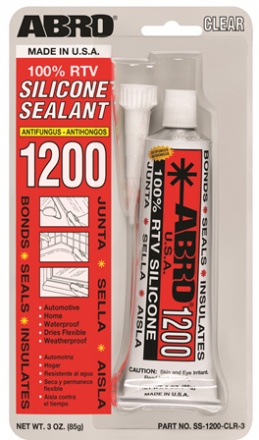 ABRO
CLEAR
MADE IN U.S.A.
100% RTV
SILICONE
SEALANT
ANTIFUNGUS - ANTIHONGOS
1200
BONDS * SEALS * INSULATES
JUNTA * SELLA * AISLA
• Automotive
• Home
• Waterproof
• Dries Flexible
• Weatherproof
• Automotriz
• Hogar
• Resistente al agua
• Seca y permanece
flexible
• Aisla contra
el tiempo
BONDS * SEALS * INSULATES
ABRO 1200
U.S.A.
100% RTV SILICONE
JUNTA * SELLA * AISLA
CAUTION: Skin and Eye Irritant.
NET WT. 3 OZ. (85g)
PART NO. SS-1200-CLR-3